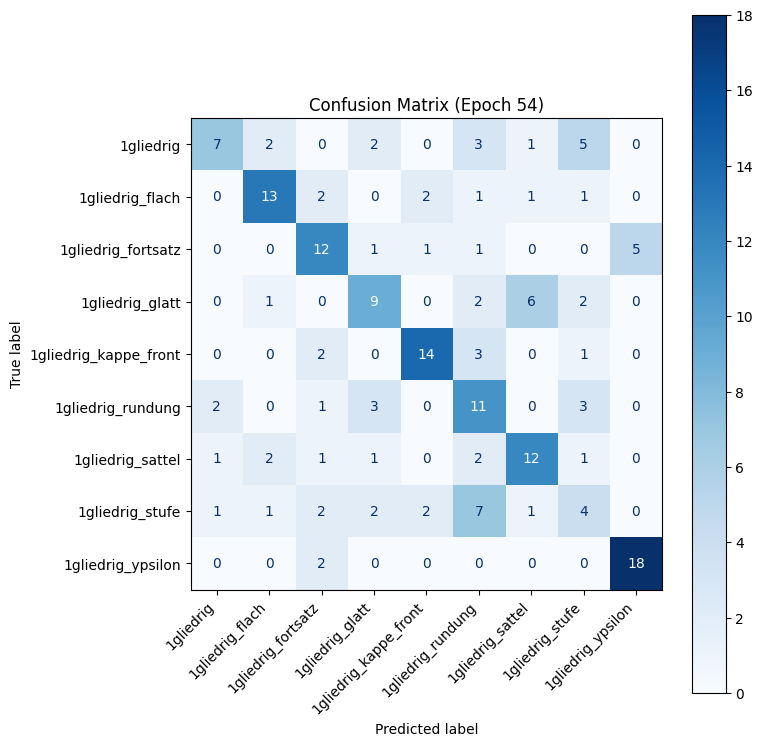 Confusion Matrix (Epoch 54)
True label
1gliedrig 7 2 0 2 0 3 1 5 0
1gliedrig_flach 0 13 2 0 2 1 1 1 0
1gliedrig_fortsatz 0 0 12 1 1 1 0 0 5
1gliedrig_glatt 0 1 0 9 0 2 6 2 0
1gliedrig_kappe_front 0 0 2 0 14 3 0 1 0
1gliedrig_rundung 2 0 1 3 0 11 0 3 0
1gliedrig_sattel 1 2 1 1 0 2 12 1 0
1gliedrig_stufe 1 1 2 2 2 7 1 4 0
1gliedrig_ypsilon 0 0 2 0 0 0 0 0 18
1gliedrig
1gliedrig_flach
1gliedrig_fortsatz
1gliedrig_glatt
1gliedrig_kappe_front
1gliedrig_rundung
1gliedrig_sattel
1gliedrig_stufe
1gliedrig_ypsilon
Predicted label
18
16
14
12
10
8
6
4
2
0